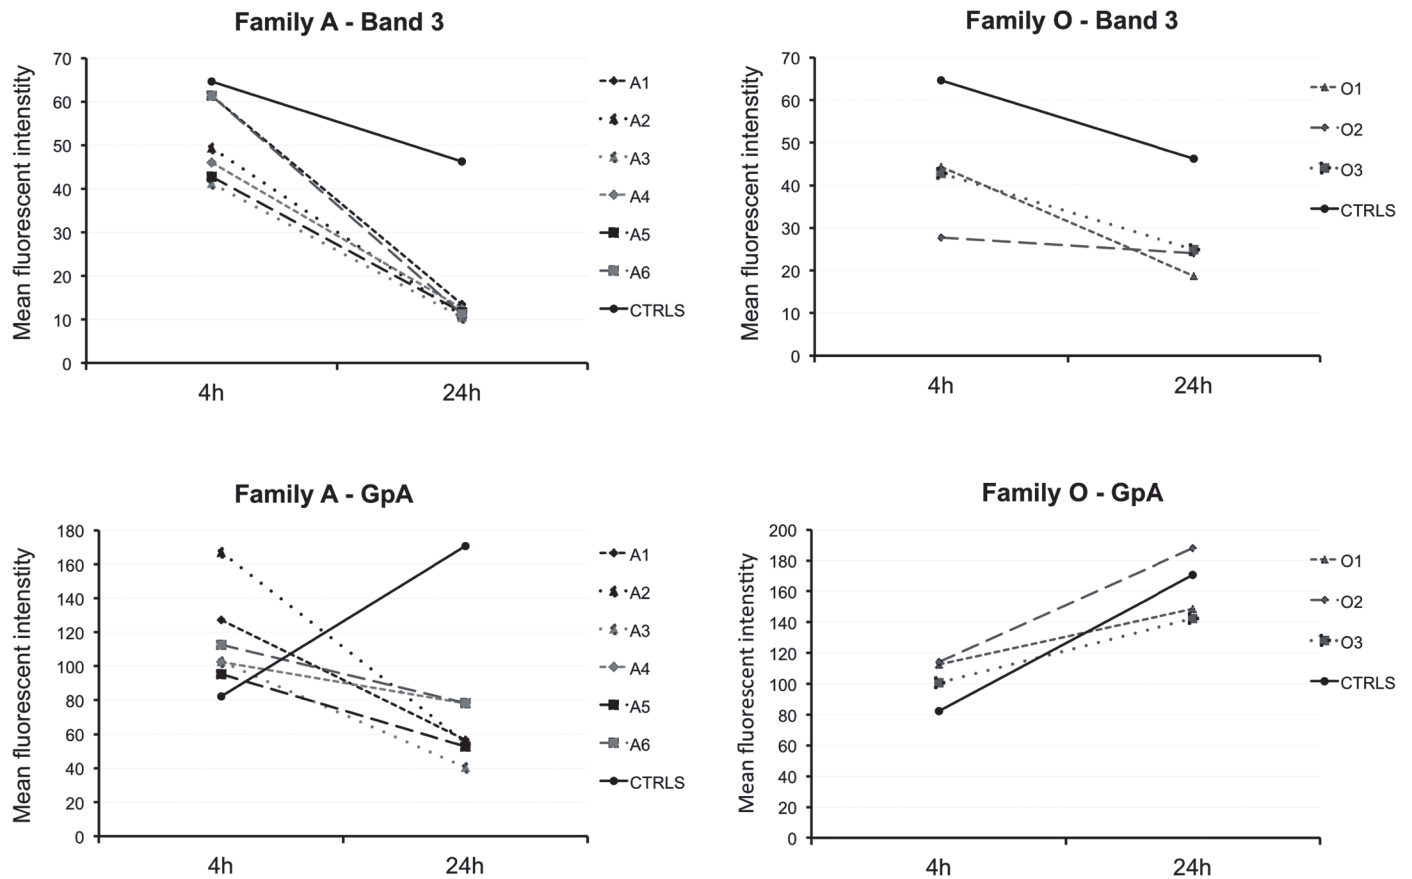 Family A - Band 3
Mean fluorescent intenstity
70
60
50
40
30
20
10
0
4h
24h
A1
A2
A3
A4
A5
A6
CTRLS
Family O - Band 3
Mean fluorescent intenstity
70
60
50
40
30
20
10
0
4h
24h
O1
O2
O3
CTRLS
Family A - GpA
Mean fluorescent intenstity
180
160
140
120
100
80
60
40
20
0
4h
24h
A1
A2
A3
A4
A5
A6
CTRLS
Family O - GpA
Mean fluorescent intenstity
200
180
160
140
120
100
80
60
40
20
0
4h
24h
O1
O2
O3
CTRLS